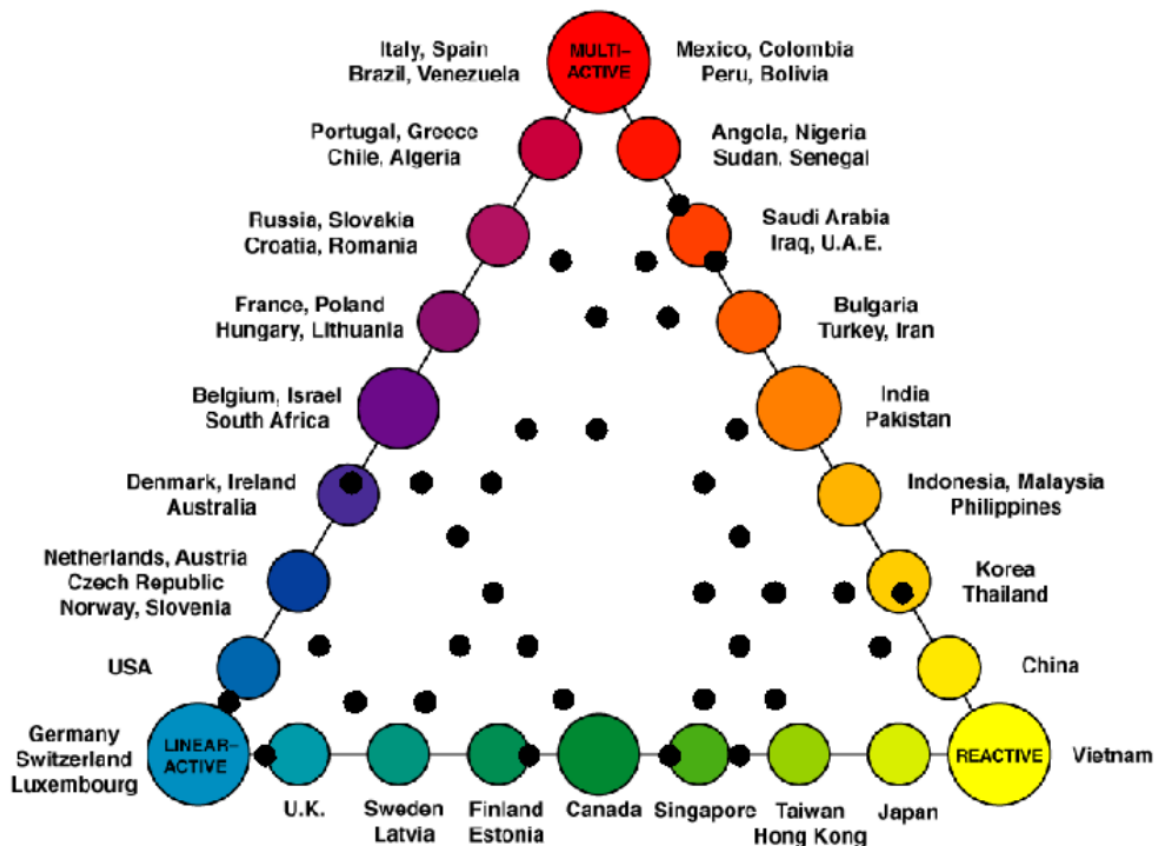 Italy, Spain
Brazil, Venezuela
MULTI-
ACTIVE
Mexico, Colombia
Peru, Bolivia
Portugal, Greece
Chile, Algeria
Angola, Nigeria
Sudan, Senegal
Russia, Slovakia
Croatia, Romania
Saudi Arabia
Iraq, U.A.E.
France, Poland
Hungary, Lithuania
Bulgaria
Turkey, Iran
Belgium, Israel
South Africa
India
Pakistan
Denmark, Ireland
Australia
Indonesia, Malaysia
Philippines
Netherlands, Austria
Czech Republic
Norway, Slovenia
Korea
Thailand
USA
China
Germany
Switzerland
Luxembourg
LINEAR-
ACTIVE
REACTIVE
Vietnam
U.K.
Sweden
Latvia
Finland
Estonia
Canada
Singapore
Taiwan
Hong Kong
Japan